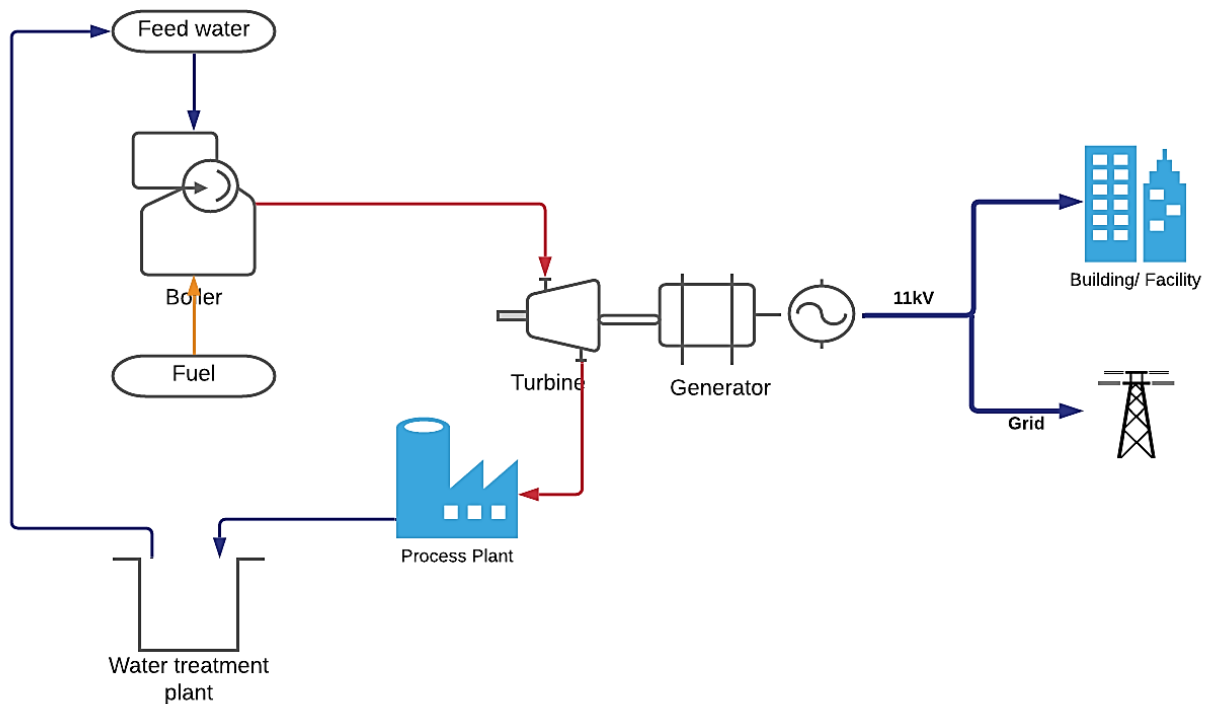 Feed water
Boiler
Fuel
Turbine
Generator
11kV
Building/ Facility
Grid
Process Plant
Water treatment
plant